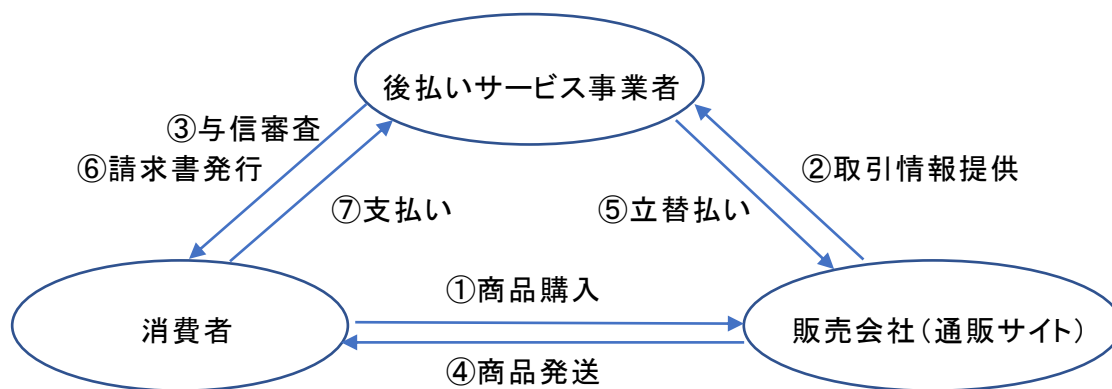 後払いサービス事業者
③与信審査
⑥請求書発行
②取引情報提供
⑦支払い
⑤立替払い
①商品購入
消費者
販売会社(通販サイト)
④商品発送